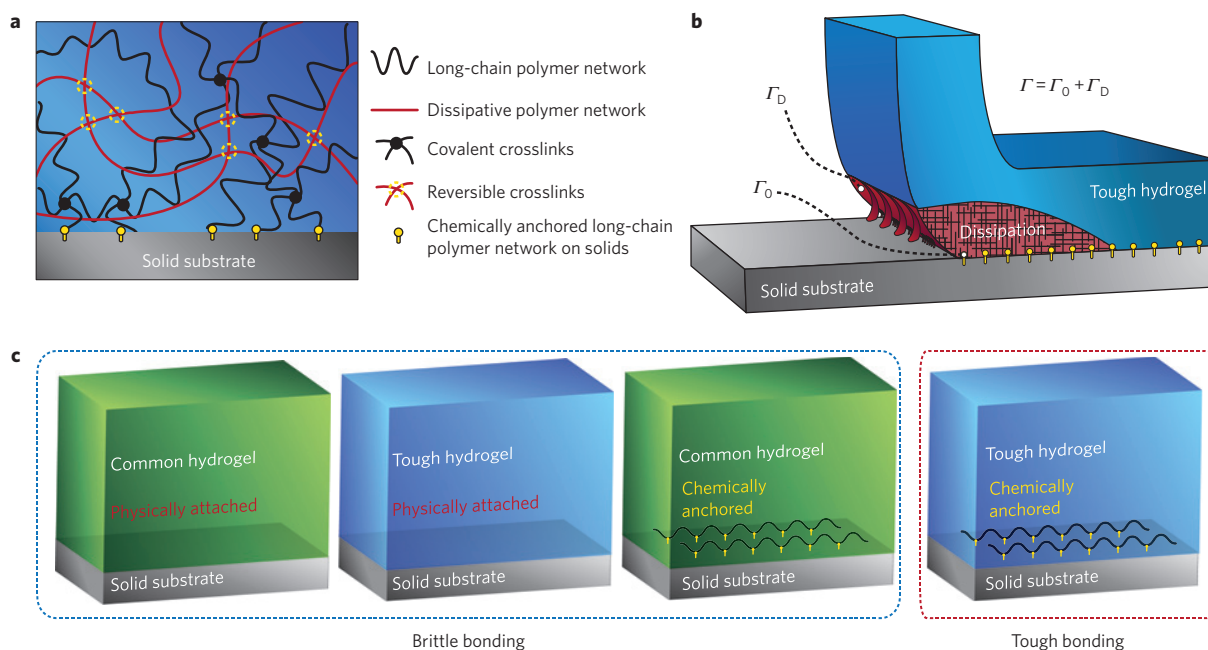 a
Long-chain polymer network
Dissipative polymer network
Covalent crosslinks
Reversible crosslinks
Chemically anchored long-chain
polymer network on solids
Solid substrate
b
Γ = Γ0 + ΓD
ΓD
Γ0
Tough hydrogel
Dissipation
Solid substrate
c
Common hydrogel
Physically attached
Solid substrate
Tough hydrogel
Physically attached
Common hydrogel
Chemically
anchored
Solid substrate
Tough hydrogel
Chemically
anchored
Solid substrate
Brittle bonding
Tough bonding